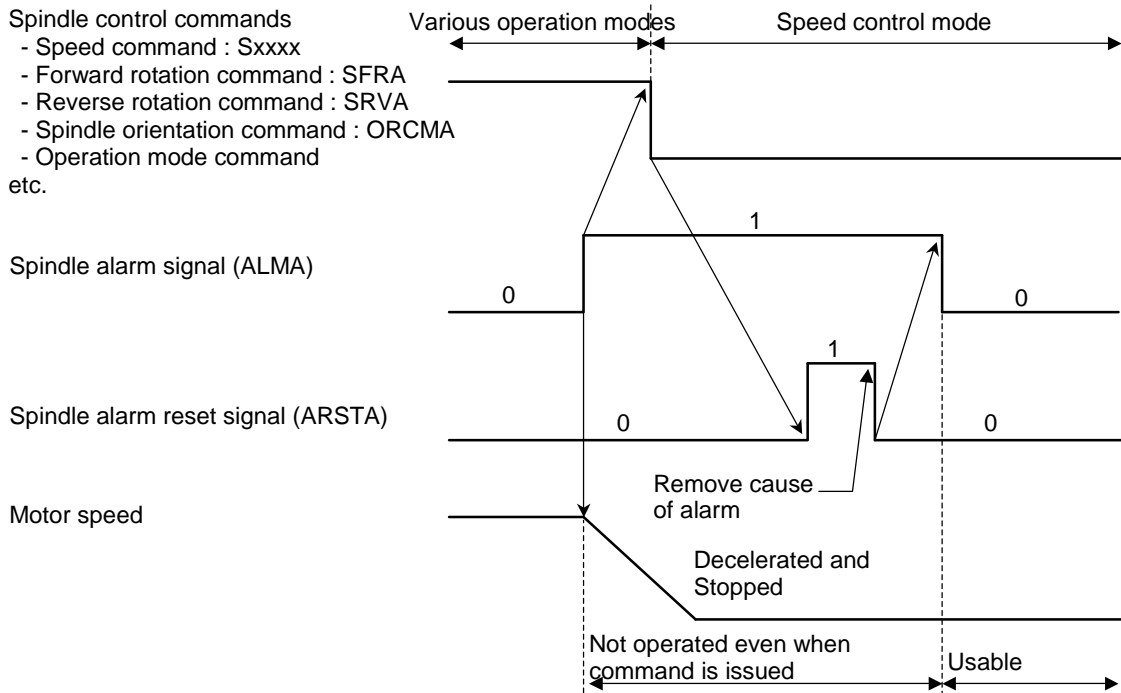 Spindle control commands
- Speed command : Sxxxx
- Forward rotation command : SFRA
- Reverse rotation command : SRVA
- Spindle orientation command : ORCMA
- Operation mode command
etc.
Various operation modes
Speed control mode
Spindle alarm signal (ALMA)
0
1
0
Spindle alarm reset signal (ARSTA)
0
1
0
Remove cause
of alarm
Motor speed
Decelerated and
Stopped
Not operated even when
command is issued
Usable